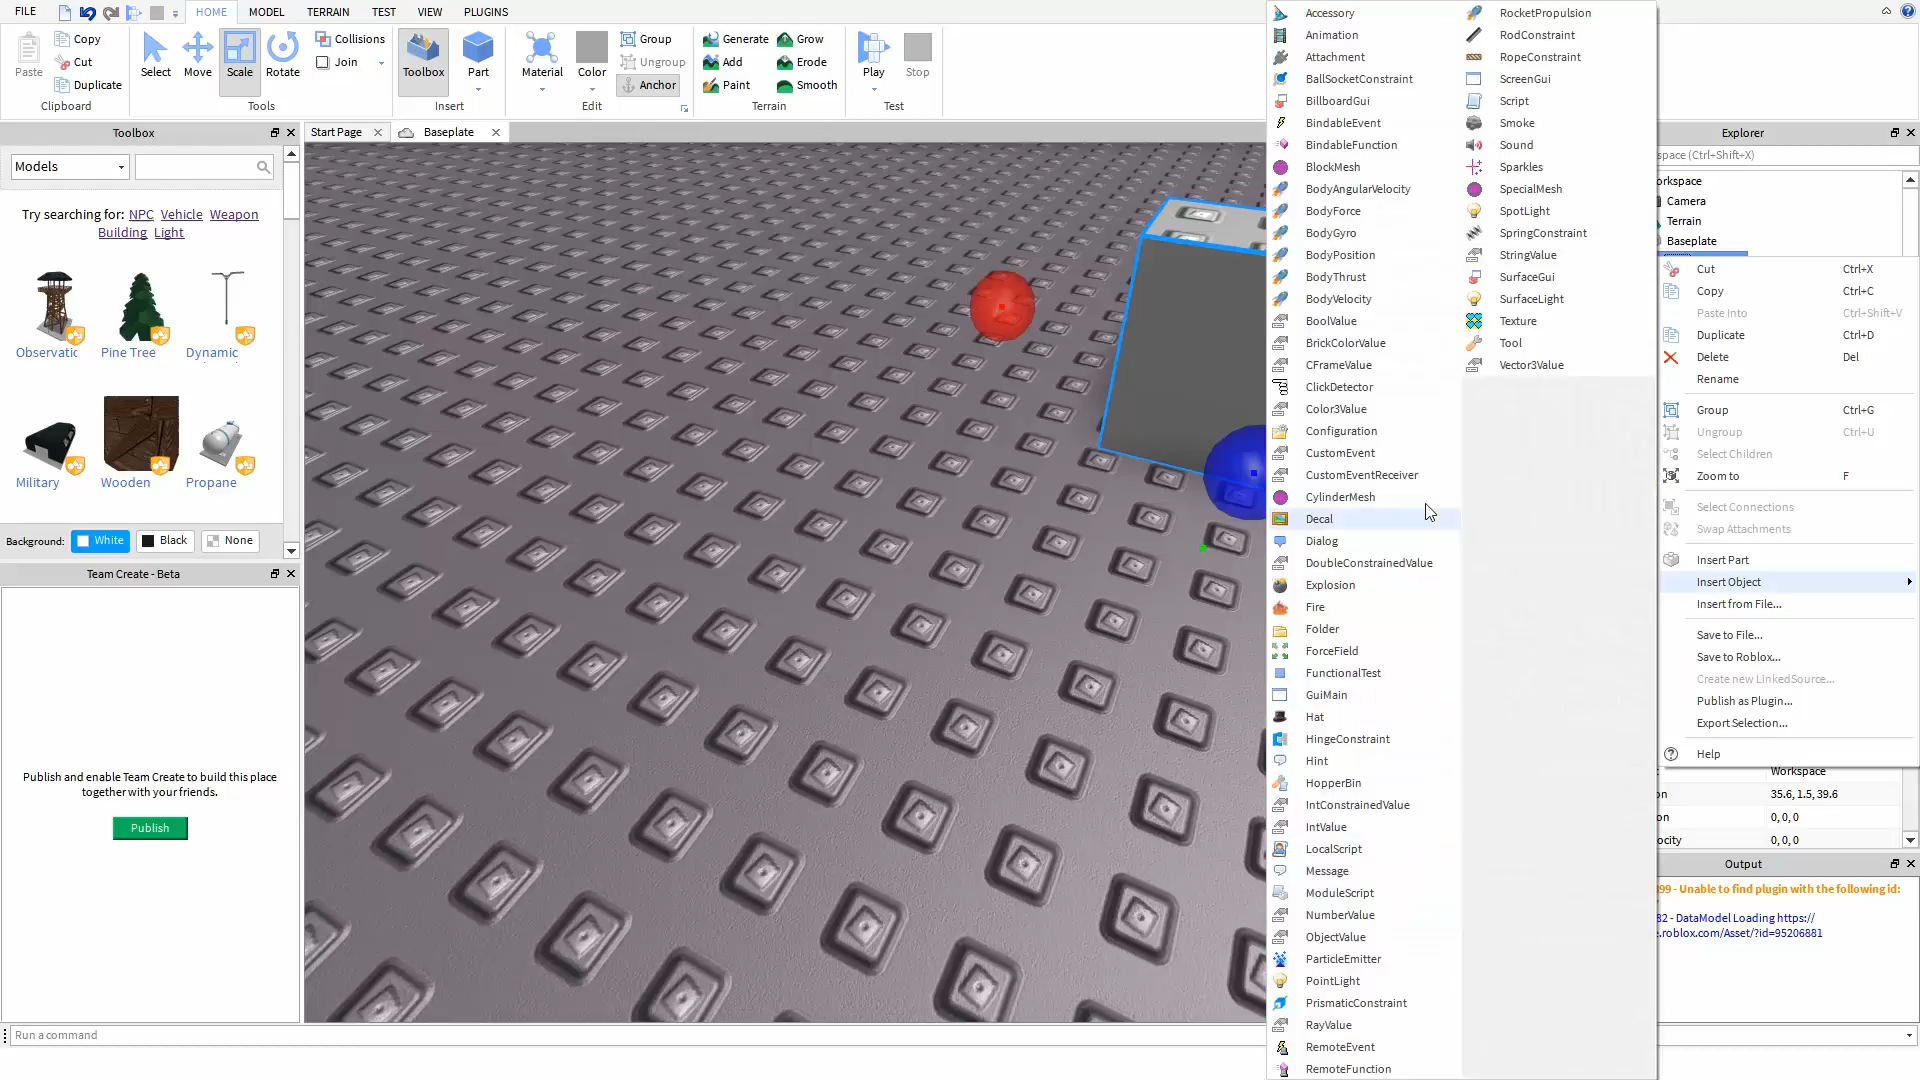 FILE
HOME
MODEL
TERRAIN
TEST
VIEW
PLUGINS
Paste
Copy
Cut
Duplicate
Clipboard
Select
Move
Scale
Rotate
Collisions
Join
Tools
Toolbox
Part
Insert
Material
Color
Group
Ungroup
Anchor
Edit
Generate
Grow
Add
Erode
Paint
Smooth
Terrain
Play
Stop
Test
Toolbox
Models
Try searching for: NPC Vehicle Weapon
Building Light
Observatic
Pine Tree
Dynamic
Military
Wooden
Propane
Background:
White
Black
None
Team Create - Beta
Publish and enable Team Create to build this place
together with your friends.
Publish
Run a command
Start Page
Baseplate
Accessory
Animation
Attachment
BallSocketConstraint
BillboardGui
BindableEvent
BindableFunction
BlockMesh
BodyAngularVelocity
BodyForce
BodyGyro
BodyPosition
BodyThrust
BodyVelocity
BoolValue
BrickColorValue
CFrameValue
ClickDetector
Color3Value
Configuration
CustomEvent
CustomEventReceiver
CylinderMesh
Decal
Dialog
DoubleConstrainedValue
Explosion
Fire
Folder
ForceField
FunctionalTest
GuiMain
Hat
HingeConstraint
Hint
HopperBin
IntConstrainedValue
IntValue
LocalScript
Message
ModuleScript
NumberValue
ObjectValue
ParticleEmitter
PointLight
PrismaticConstraint
RayValue
RemoteEvent
RemoteFunction
RocketPropulsion
RodConstraint
RopeConstraint
ScreenGui
Script
Smoke
Sound
Sparkles
SpecialMesh
SpotLight
SpringConstraint
StringValue
SurfaceGui
SurfaceLight
Texture
Tool
Vector3Value
Explorer
space (Ctrl+Shift+X)
orkspace
Camera
Terrain
Baseplate
Cut Ctrl+X
Copy Ctrl+C
Paste Into Ctrl+Shift+V
Duplicate Ctrl+D
Delete Del
Rename
Group Ctrl+G
Ungroup Ctrl+U
Select Children
Zoom to F
Select Connections
Swap Attachments
Insert Part
Insert Object
Insert from File...
Save to File...
Save to Roblox...
Create new LinkedSource...
Publish as Plugin...
Export Selection...
Help
Workspace
on 35.6, 1.5, 39.6
on 0, 0, 0
ocity 0, 0, 0
Output
99 - Unable to find plugin with the following id:
82 - DataModel Loading https://
e.roblox.com/Asset/?id=95206881